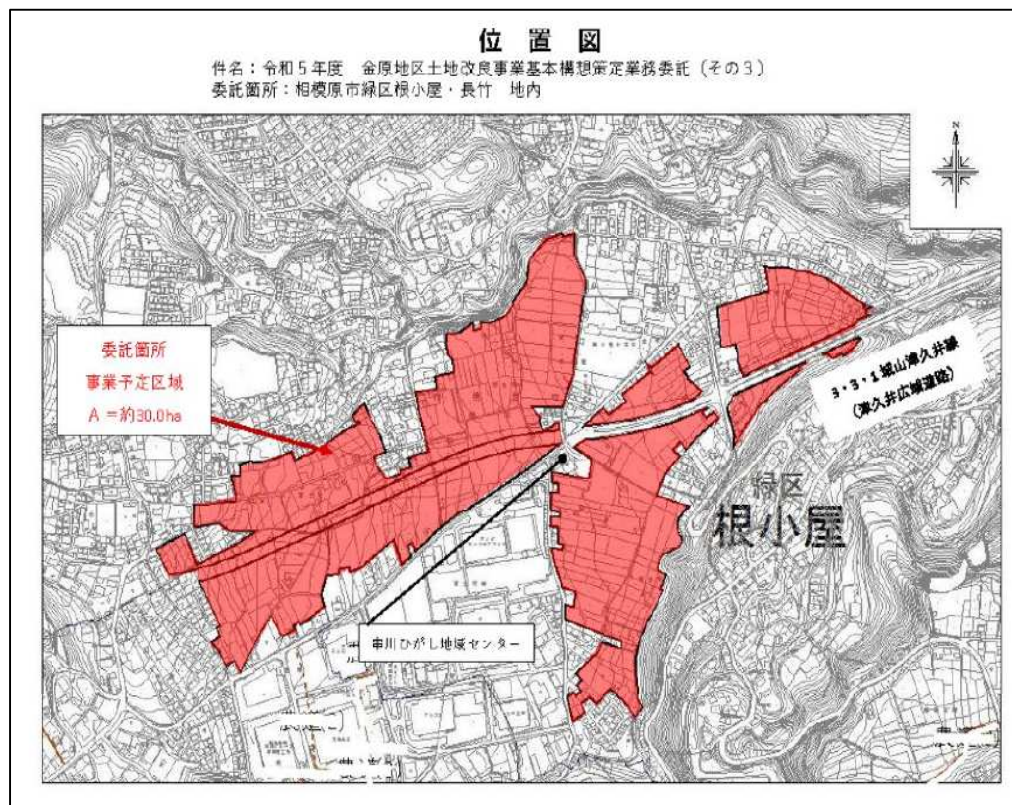 位置図
件名：令和５年度　金原地区土地改良事業基本構想策定業務委託（その３）
委託箇所：相模原市緑区根小屋・長竹　地内
N
委託箇所
事業予定区域
A＝約30.0ha
3・3・1城山津久井線
（津久井広域道路）
緑区
根小屋
串川ひがし地域センター